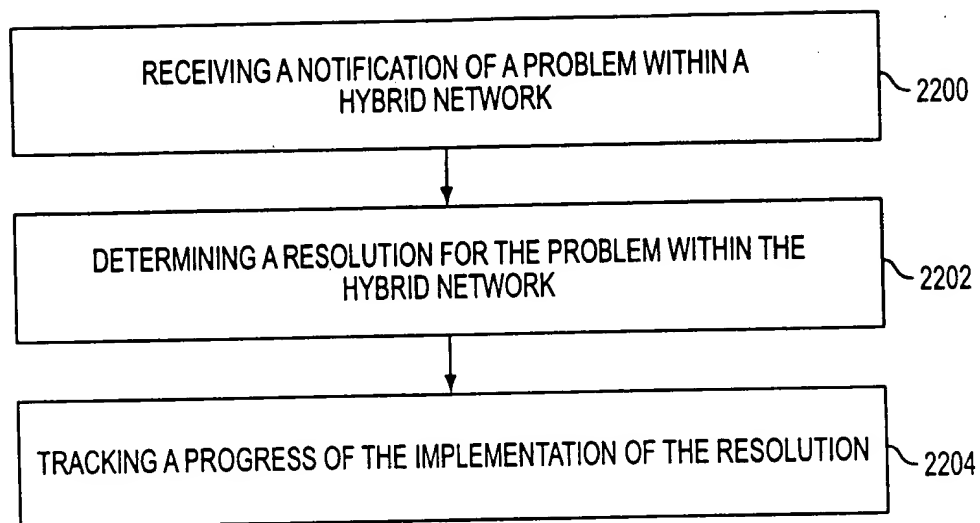 RECEIVING A NOTIFICATION OF A PROBLEM WITHIN A
HYBRID NETWORK
2200
DETERMINING A RESOLUTION FOR THE PROBLEM WITHIN THE
HYBRID NETWORK
2202
TRACKING A PROGRESS OF THE IMPLEMENTATION OF THE RESOLUTION
2204